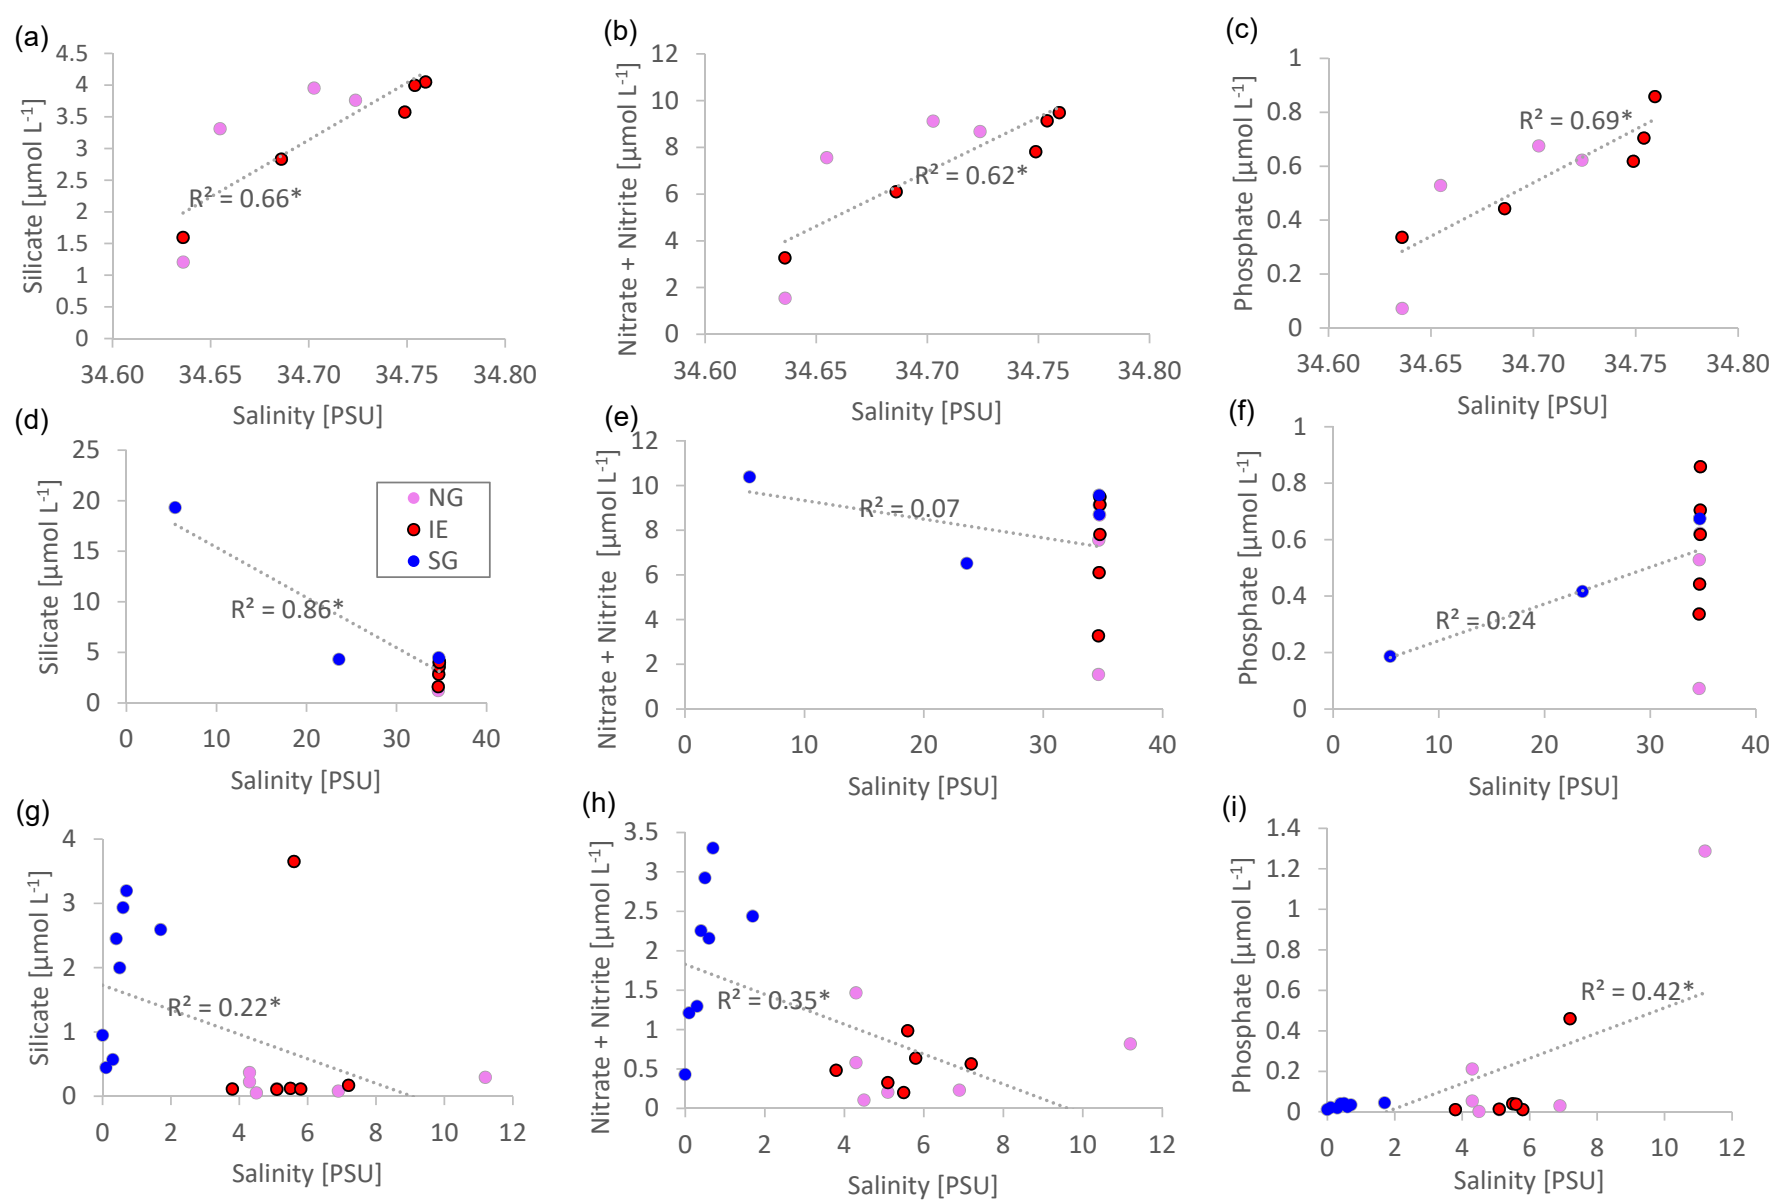 (a)
Silicate [µmol L⁻¹]
4.5
4
3.5
3
2.5
2
1.5
1
0.5
0
R² = 0.66*
34.60 34.65 34.70 34.75 34.80
Salinity [PSU]
(b)
Nitrate + Nitrite [µmol L⁻¹]
12
10
8
6
4
2
0
R² = 0.62*
34.60 34.65 34.70 34.75 34.80
Salinity [PSU]
(c)
Phosphate [µmol L⁻¹]
1
0.8
0.6
0.4
0.2
0
R² = 0.69*
34.60 34.65 34.70 34.75 34.80
Salinity [PSU]
(d)
Silicate [µmol L⁻¹]
25
20
15
10
5
0
NG
IE
SG
R² = 0.86*
0 10 20 30 40
Salinity [PSU]
(e)
Nitrate + Nitrite [µmol L⁻¹]
12
10
8
6
4
2
0
R² = 0.07
0 10 20 30 40
Salinity [PSU]
(f)
Phosphate [µmol L⁻¹]
1
0.8
0.6
0.4
0.2
0
R² = 0.24
0 10 20 30 40
Salinity [PSU]
(g)
Silicate [µmol L⁻¹]
4
3
2
1
0
R² = 0.22*
0 2 4 6 8 10 12
Salinity [PSU]
(h)
Nitrate + Nitrite [µmol L⁻¹]
3.5
3
2.5
2
1.5
1
0.5
0
R² = 0.35*
0 2 4 6 8 10 12
Salinity [PSU]
(i)
Phosphate [µmol L⁻¹]
1.4
1.2
1
0.8
0.6
0.4
0.2
0
R² = 0.42*
0 2 4 6 8 10 12
Salinity [PSU]